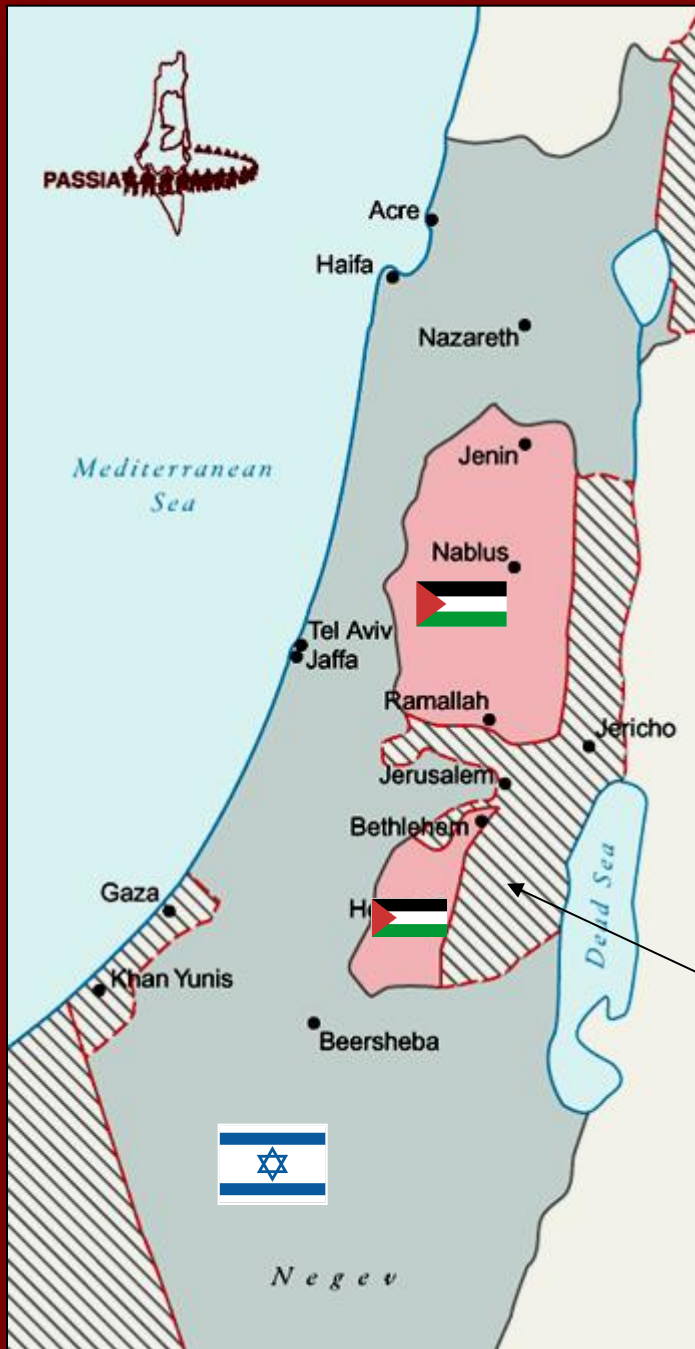 PASSIA
Acre
Haifa
Nazareth
Mediterranean
Sea
Jenin
Nablus
Tel Aviv
Jaffa
Ramallah
Jericho
Jerusalem
Bethlehem
Gaza
Dead Sea
Khan Yunis
Beersheba
Negev